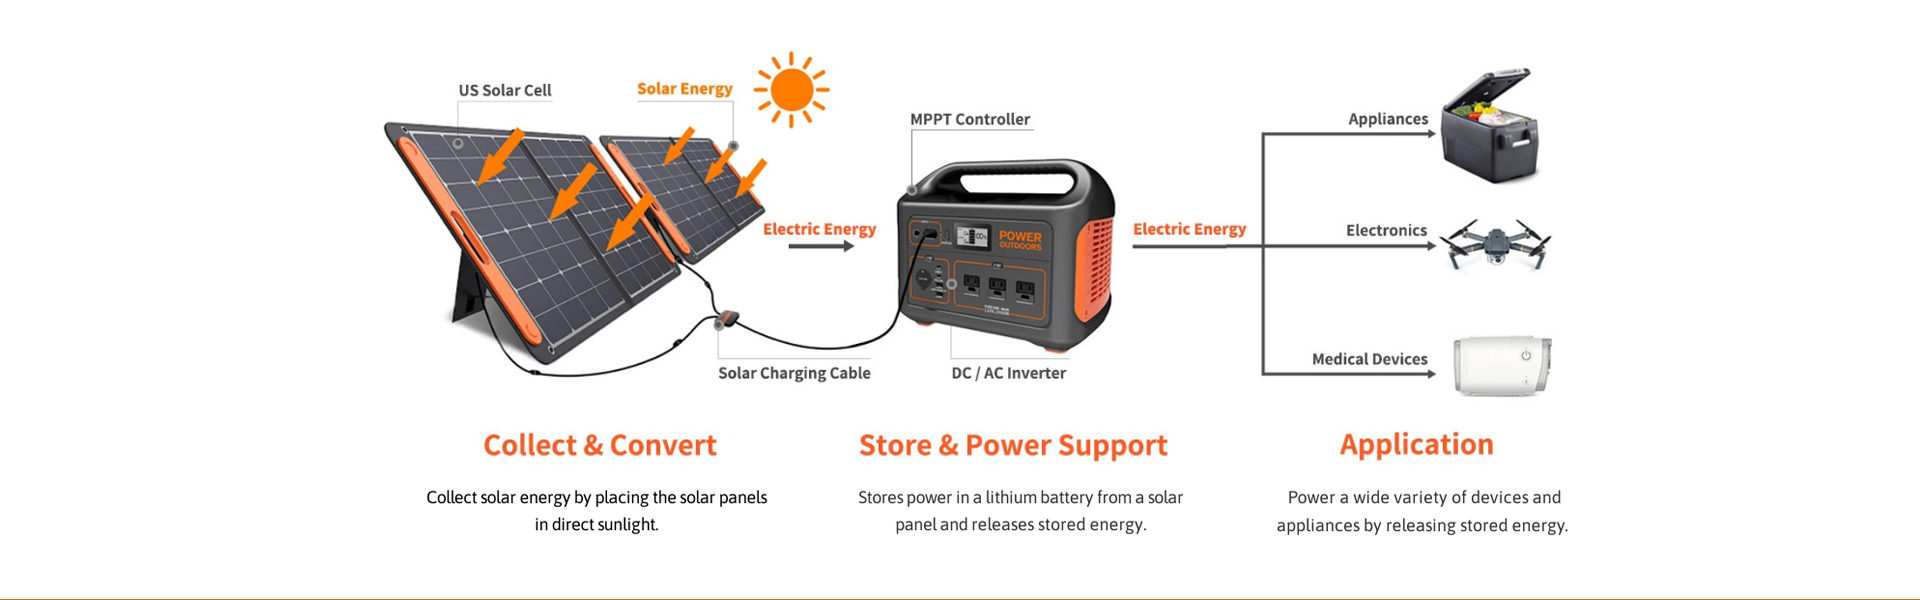 US Solar Cell
Solar Energy
MPPT Controller
Appliances
Electric Energy
POWER
OUTDOORS
Electric Energy
Electronics
Solar Charging Cable
DC / AC Inverter
Medical Devices
Collect & Convert
Store & Power Support
Application
Collect solar energy by placing the solar panels
in direct sunlight.
Stores power in a lithium battery from a solar
panel and releases stored energy.
Power a wide variety of devices and
appliances by releasing stored energy.